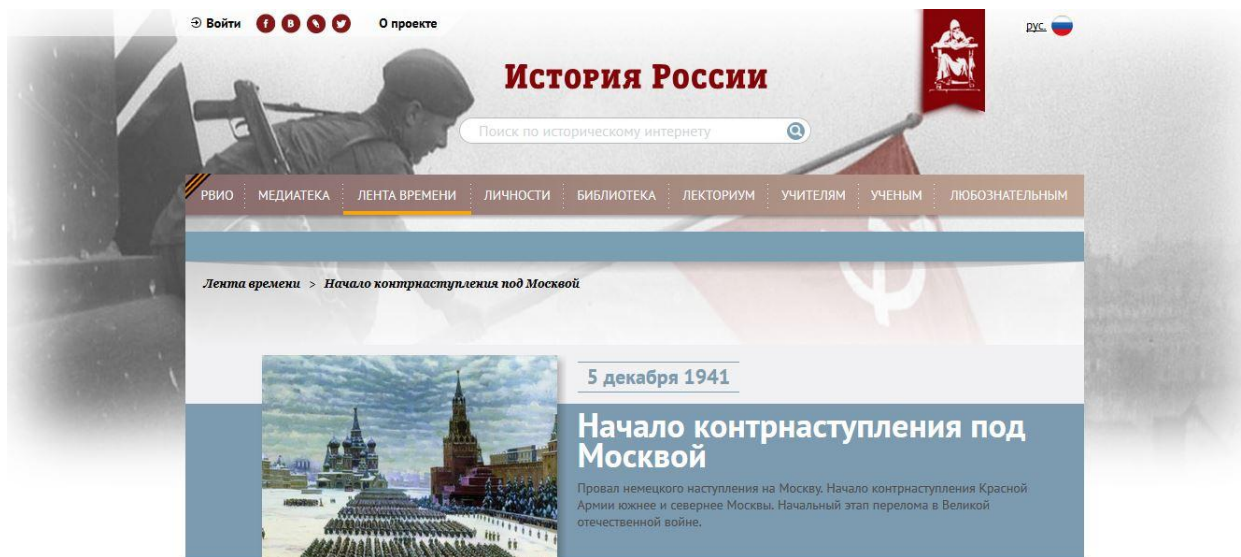 Войти
О проекте
рус.
История России
Поиск по историческому интернету
РВИО МЕДИАТЕКА ЛЕНТА ВРЕМЕНИ ЛИЧНОСТИ БИБЛИОТЕКА ЛЕКТОРИУМ УЧИТЕЛЯМ УЧЕНЫМ ЛЮБОЗНАТЕЛЬНЫМ
Лента времени > Начало контрнаступления под Москвой
5 декабря 1941
Начало контрнаступления под
Москвой
Провал немецкого наступления на Москву. Начало контрнаступления Красной
Армии южнее и севернее Москвы. Начальный этап перелома в Великой
отечественной войне.